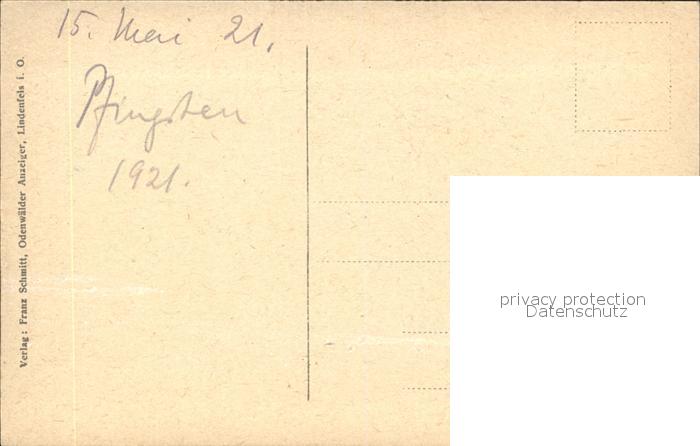 15. Mai 21.
Pfingsten
1921.
Verlag: Franz Schmitt, Odenwälder Anzeiger, Lindenfels i. O.
privacy protection
Datenschutz